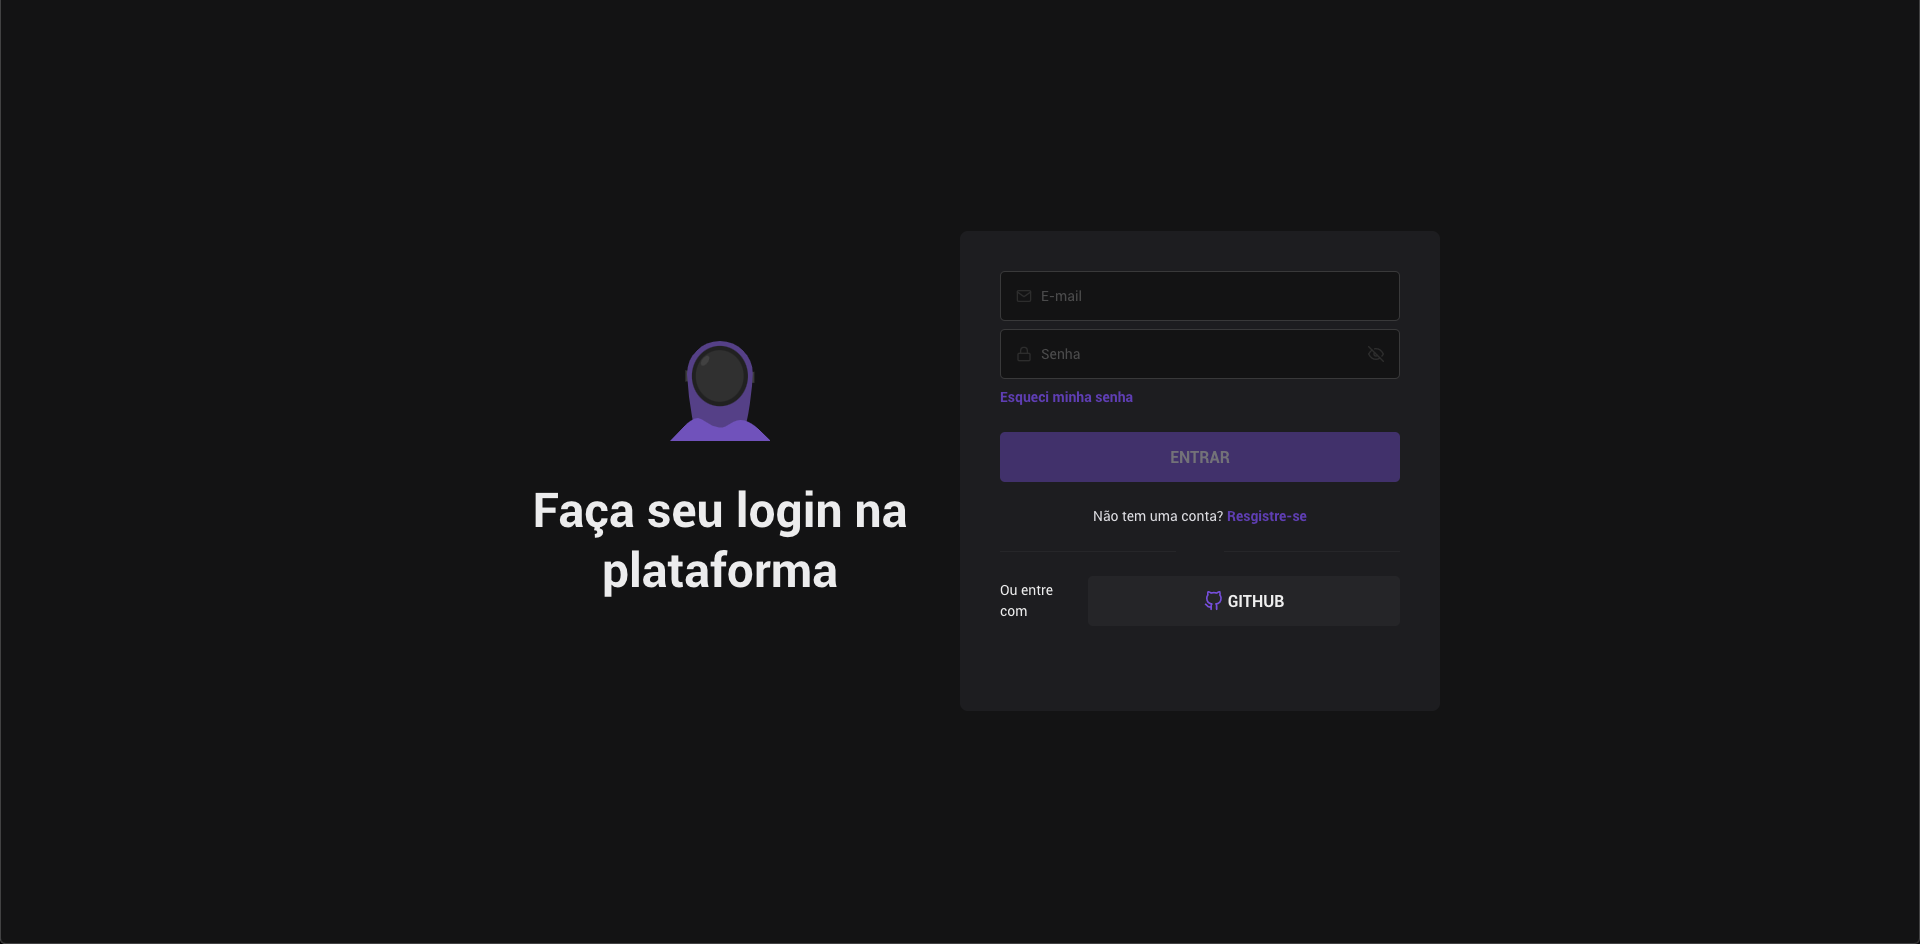 Faça seu login na
plataforma
E-mail
Senha
Esqueci minha senha
ENTRAR
Não tem uma conta? Resgistre-se
Ou entre
com
GITHUB